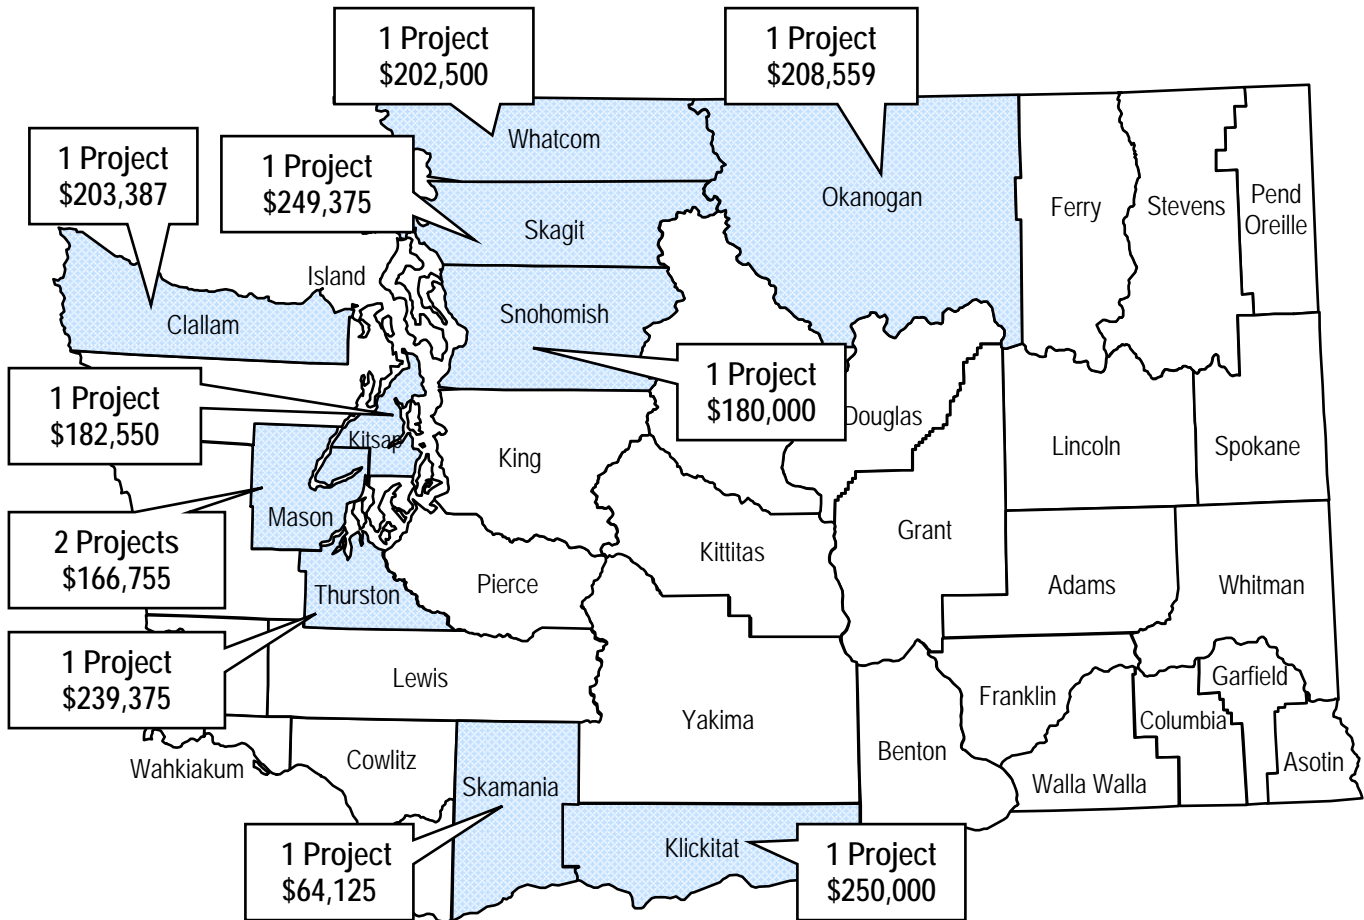 1 Project
$202,500
1 Project
$208,559
1 Project
$203,387
1 Project
$249,375
Whatcom
Okanogan
Ferry
Stevens
Pend
Oreille
Skagit
Island
Snohomish
Clallam
1 Project
$180,000
1 Project
$182,550
Douglas
Kitsap
King
Lincoln
Spokane
Mason
2 Projects
$166,755
Kittitas
Grant
Pierce
Thurston
Adams
Whitman
1 Project
$239,375
Lewis
Yakima
Franklin
Garfield
Columbia
Benton
Asotin
Walla Walla
Wahkiakum
Cowlitz
Skamania
Klickitat
1 Project
$64,125
1 Project
$250,000